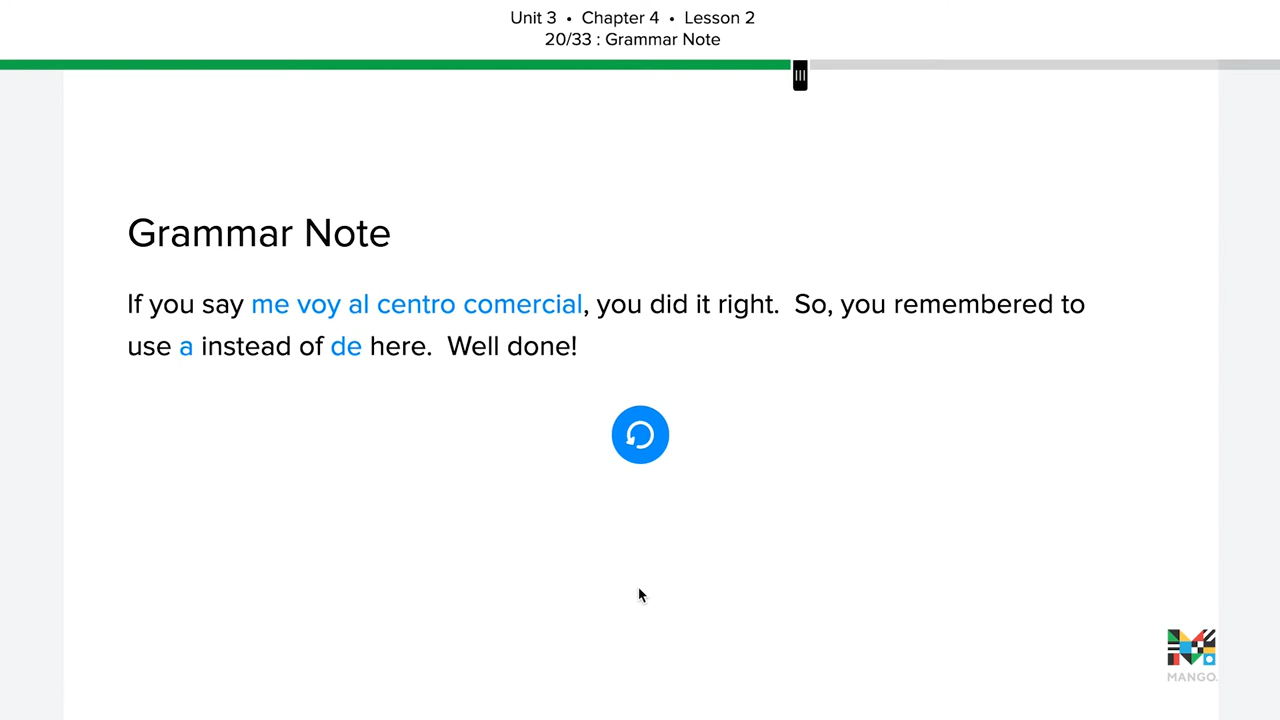 Unit 3 • Chapter 4 • Lesson 2
20/33 : Grammar Note
Grammar Note
If you say me voy al centro comercial, you did it right.  So, you remembered to
use a instead of de here.  Well done!
MANGO